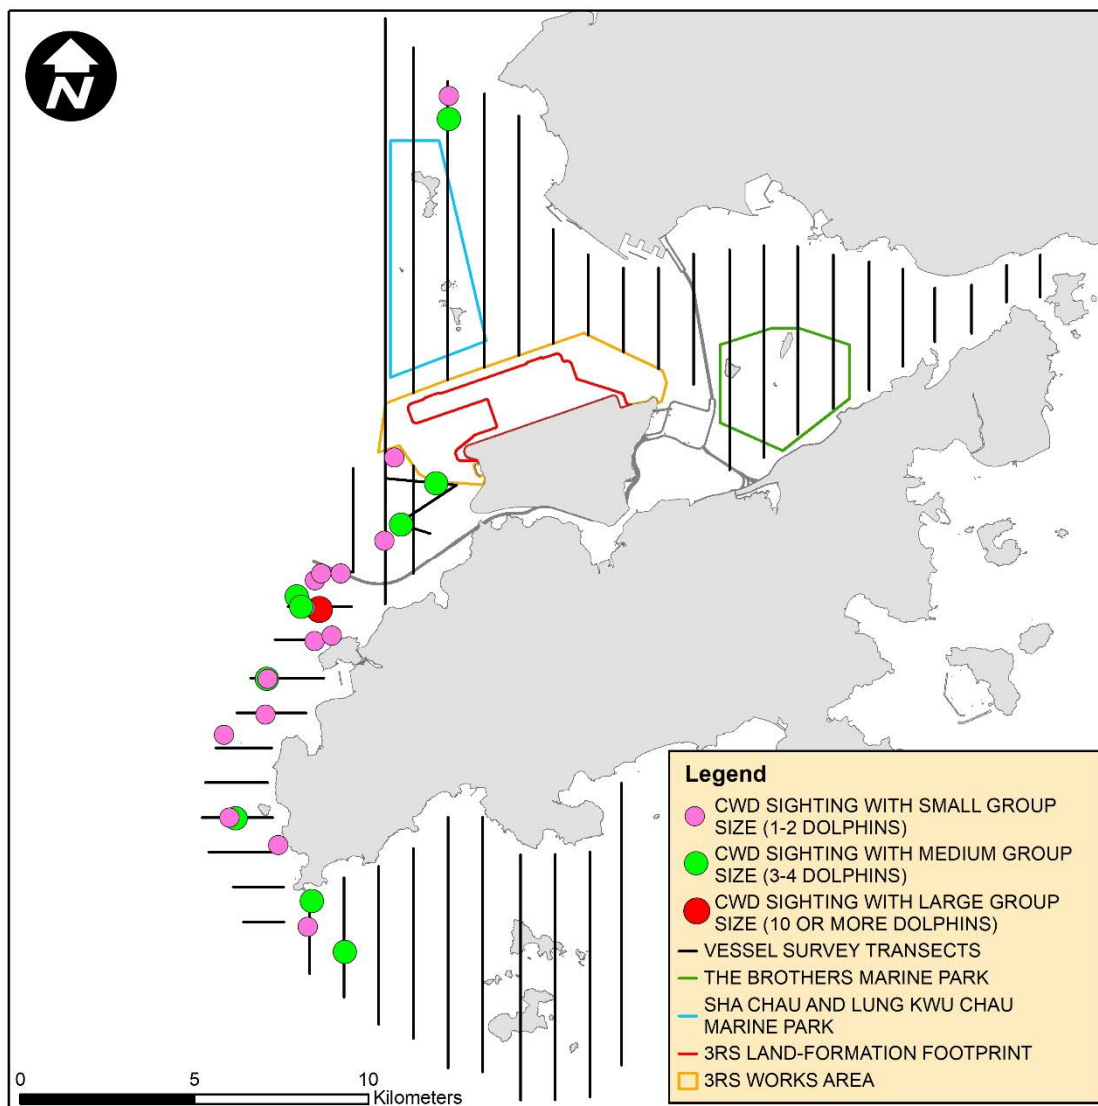 N
Legend
CWD SIGHTING WITH SMALL GROUP
SIZE (1-2 DOLPHINS)
CWD SIGHTING WITH MEDIUM GROUP
SIZE (3-4 DOLPHINS)
CWD SIGHTING WITH LARGE GROUP
SIZE (10 OR MORE DOLPHINS)
VESSEL SURVEY TRANSECTS
THE BROTHERS MARINE PARK
SHA CHAU AND LUNG KWU CHAU
MARINE PARK
3RS LAND-FORMATION FOOTPRINT
3RS WORKS AREA
0 5 10
Kilometers